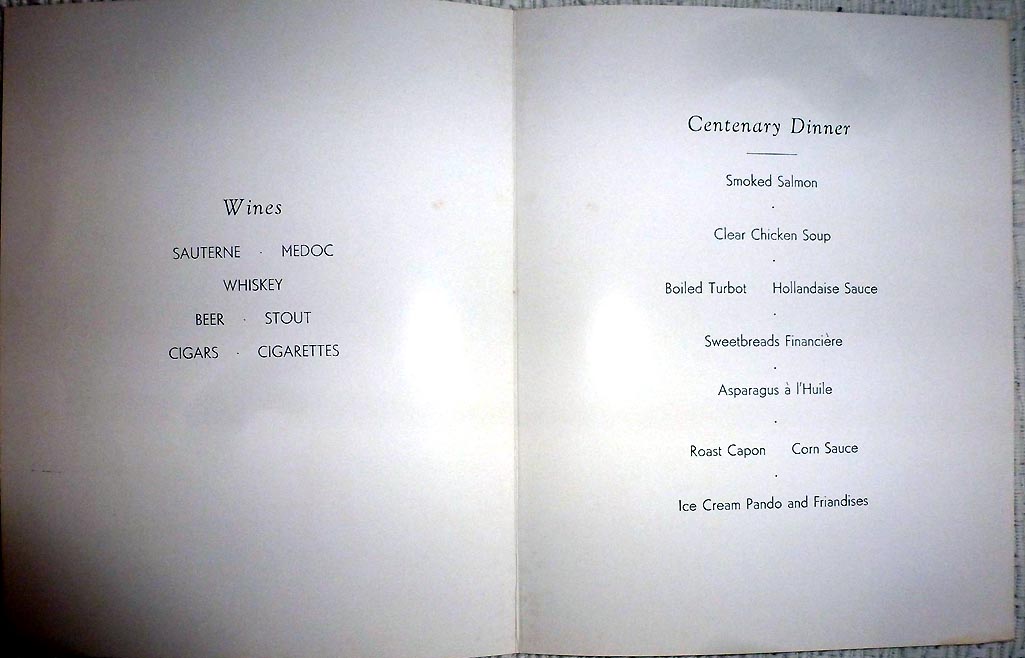 Wines
SAUTERNE · MEDOC
WHISKEY
BEER · STOUT
CIGARS · CIGARETTES
Centenary Dinner
Smoked Salmon
·
Clear Chicken Soup
·
Boiled Turbot Hollandaise Sauce
·
Sweetbreads Financière
·
Asparagus à l'Huile
·
Roast Capon Corn Sauce
·
Ice Cream Pando and Friandises